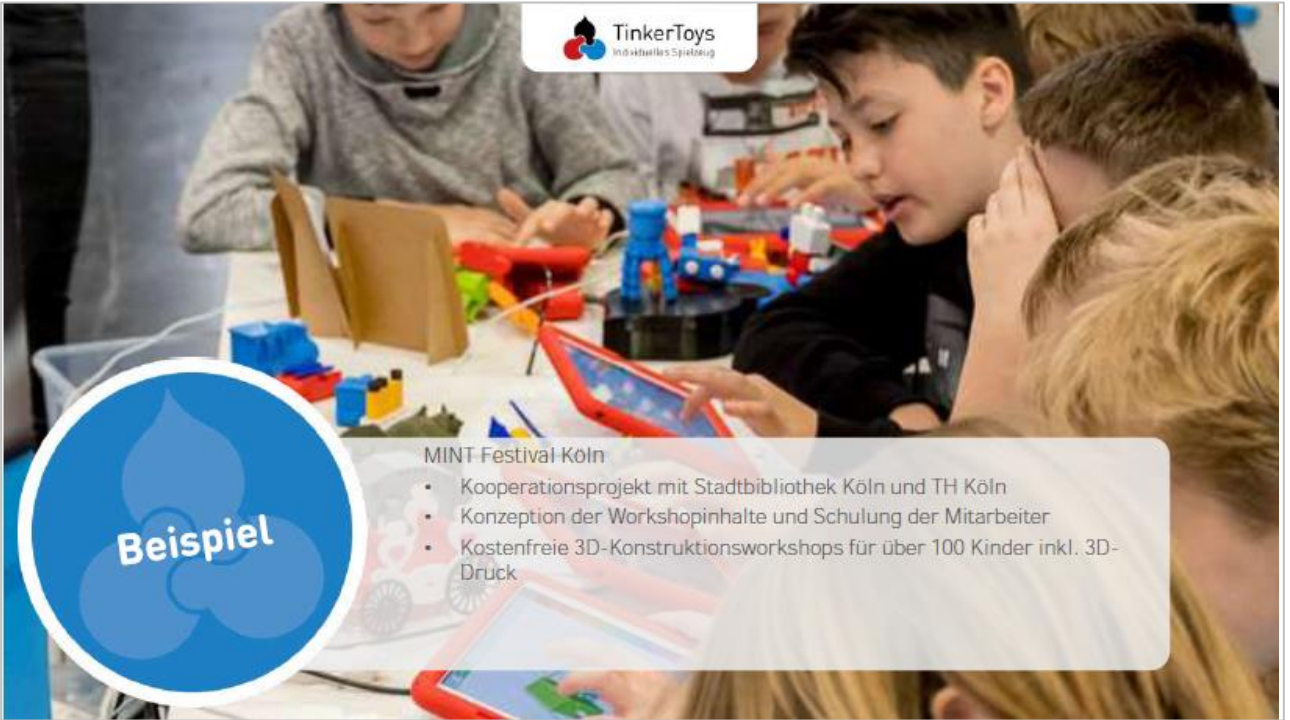 TinkerToys
Individuelles Spielzeug
MINT Festival Köln
• Kooperationsprojekt mit Stadtbibliothek Köln und TH Köln
• Konzeption der Workshopinhalte und Schulung der Mitarbeiter
• Kostenfreie 3D-Konstruktionsworkshops für über 100 Kinder inkl. 3D-
Druck
Beispiel